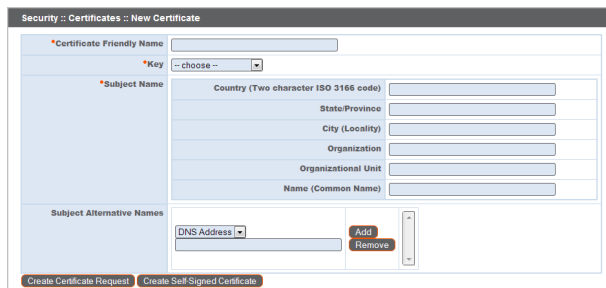 Security :: Certificates :: New Certificate
*Certificate Friendly Name
*Key -- choose --
*Subject Name
Country (Two character ISO 3166 code)
State/Province
City (Locality)
Organization
Organizational Unit
Name (Common Name)
Subject Alternative Names
DNS Address Add
Remove
Create Certificate Request Create Self-Signed Certificate